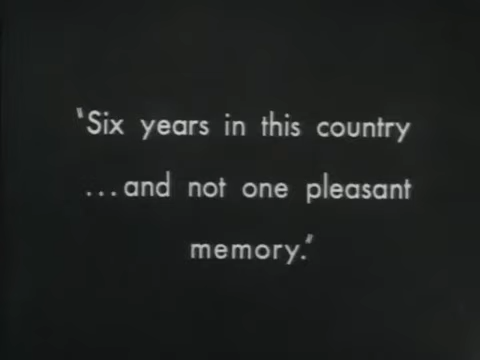 "Six years in this country
...and not one pleasant
memory."